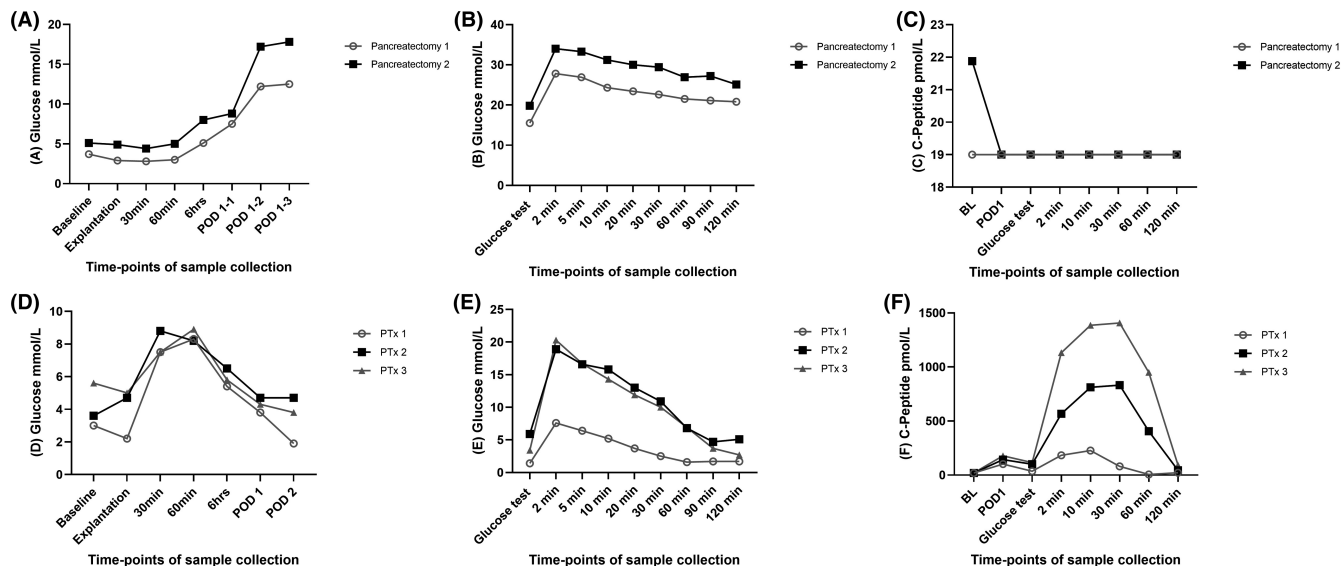 (A)
(A) Glucose mmol/L
20
15
10
5
0
Baseline
Explantation
30min
60min
6hrs
POD 1-1
POD 1-2
POD 1-3
Time-points of sample collection
Pancreatectomy 1
Pancreatectomy 2
(B)
(B) Glucose mmol/L
40
30
20
10
0
Glucose test
2 min
5 min
10 min
20 min
30 min
60 min
90 min
120 min
Time-points of sample collection
Pancreatectomy 1
Pancreatectomy 2
(C)
(C) C-Peptide pmol/L
23
22
21
20
19
18
BL
POD1
Glucose test
2 min
10 min
30 min
60 min
120 min
Time-points of sample collection
Pancreatectomy 1
Pancreatectomy 2
(D)
(D) Glucose mmol/L
10
8
6
4
2
0
Baseline
Explantation
30min
60min
6hrs
POD 1
POD 2
Time-points of sample collection
PTx 1
PTx 2
PTx 3
(E)
(E) Glucose mmol/L
25
20
15
10
5
0
Glucose test
2 min
5 min
10 min
20 min
30 min
60 min
90 min
120 min
Time-points of sample collection
PTx 1
PTx 2
PTx 3
(F)
(F) C-Peptide pmol/L
1500
1000
500
0
BL
POD1
Glucose test
2 min
10 min
30 min
60 min
120 min
Time-points of sample collection
PTx 1
PTx 2
PTx 3